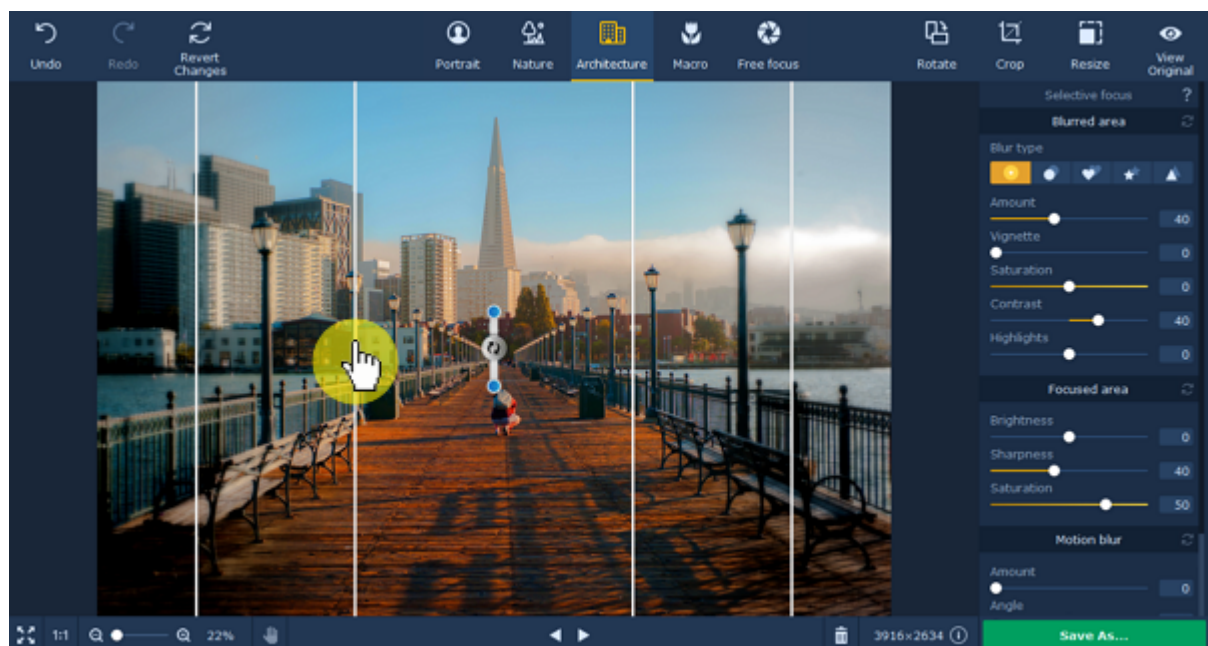 Undo
Redo
Revert
Changes
Portrait
Nature
Architecture
Macro
Free focus
Rotate
Crop
Resize
View
Original
Selective focus ?
Blurred area
Blur type
Amount
40
Vignette
0
Saturation
0
Contrast
40
Highlights
0
Focused area
Brightness
0
Sharpness
40
Saturation
50
Motion blur
Amount
0
Angle
1:1
22%
3916×2634
Save As...